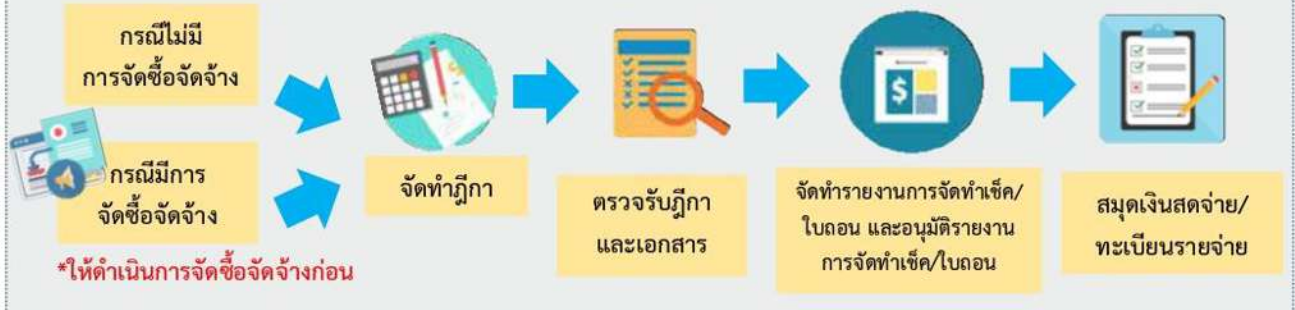 กรณีไม่มี
การจัดซื้อจัดจ้าง
กรณีมีการ
จัดซื้อจัดจ้าง
*ให้ดำเนินการจัดซื้อจัดจ้างก่อน
จัดทำฎีกา
ตรวจรับฎีกา
และเอกสาร
จัดทำรายงานการจัดทำเช็ค/
ใบถอน และอนุมัติรายงาน
การจัดทำเช็ค/ใบถอน
สมุดเงินสดจ่าย/
ทะเบียนรายจ่าย